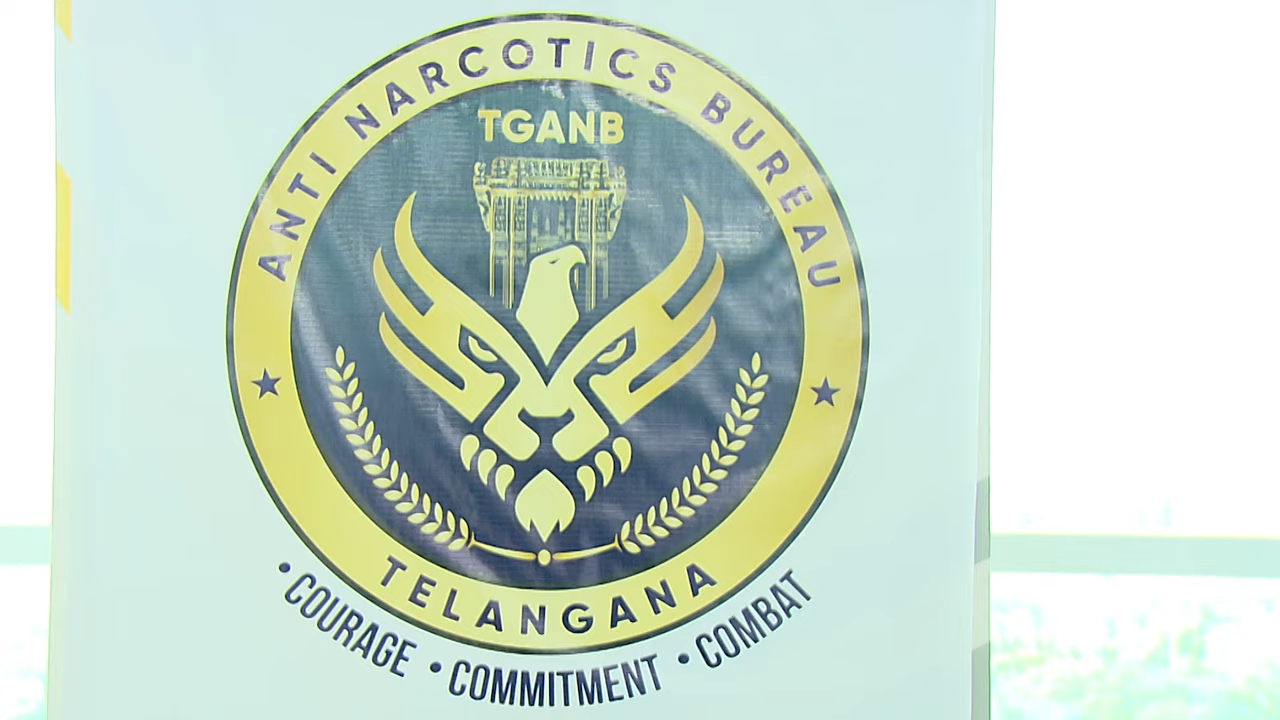 ANTI NARCOTICS BUREAU
TGANB
TELANGANA
•COURAGE •COMMITMENT •COMBAT